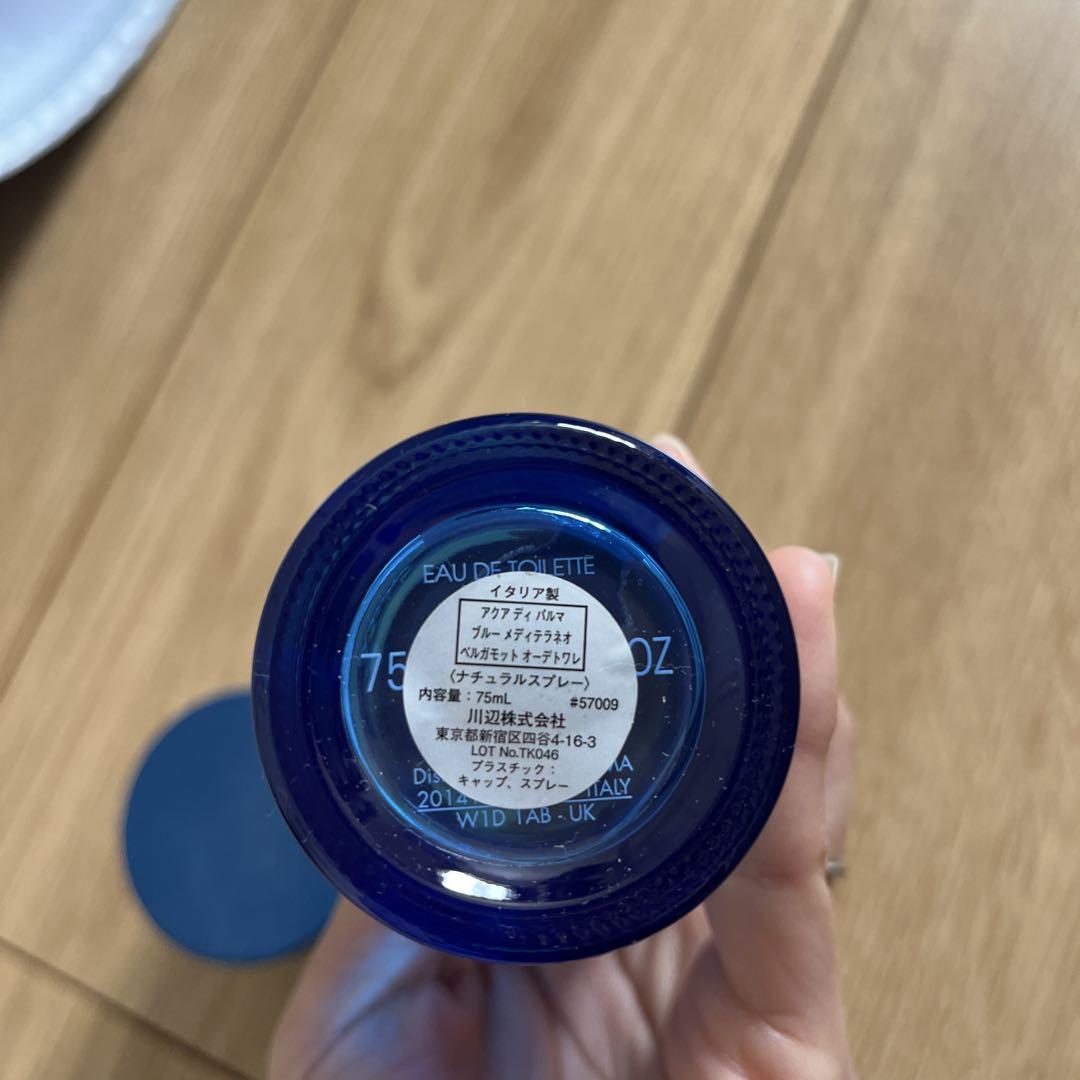 EAU DE TOILETTE
イタリア製
アクア ディ パルマ
ブルー メディテラネオ
ベルガモット オーデトワレ
75 OZ
〈ナチュラルスプレー〉
内容量：75mL #57009
川辺株式会社
東京都新宿区四谷4-16-3
LOT No.TK046
プラスチック：
キャップ、スプレー
ITALY
W1D 1AB - UK